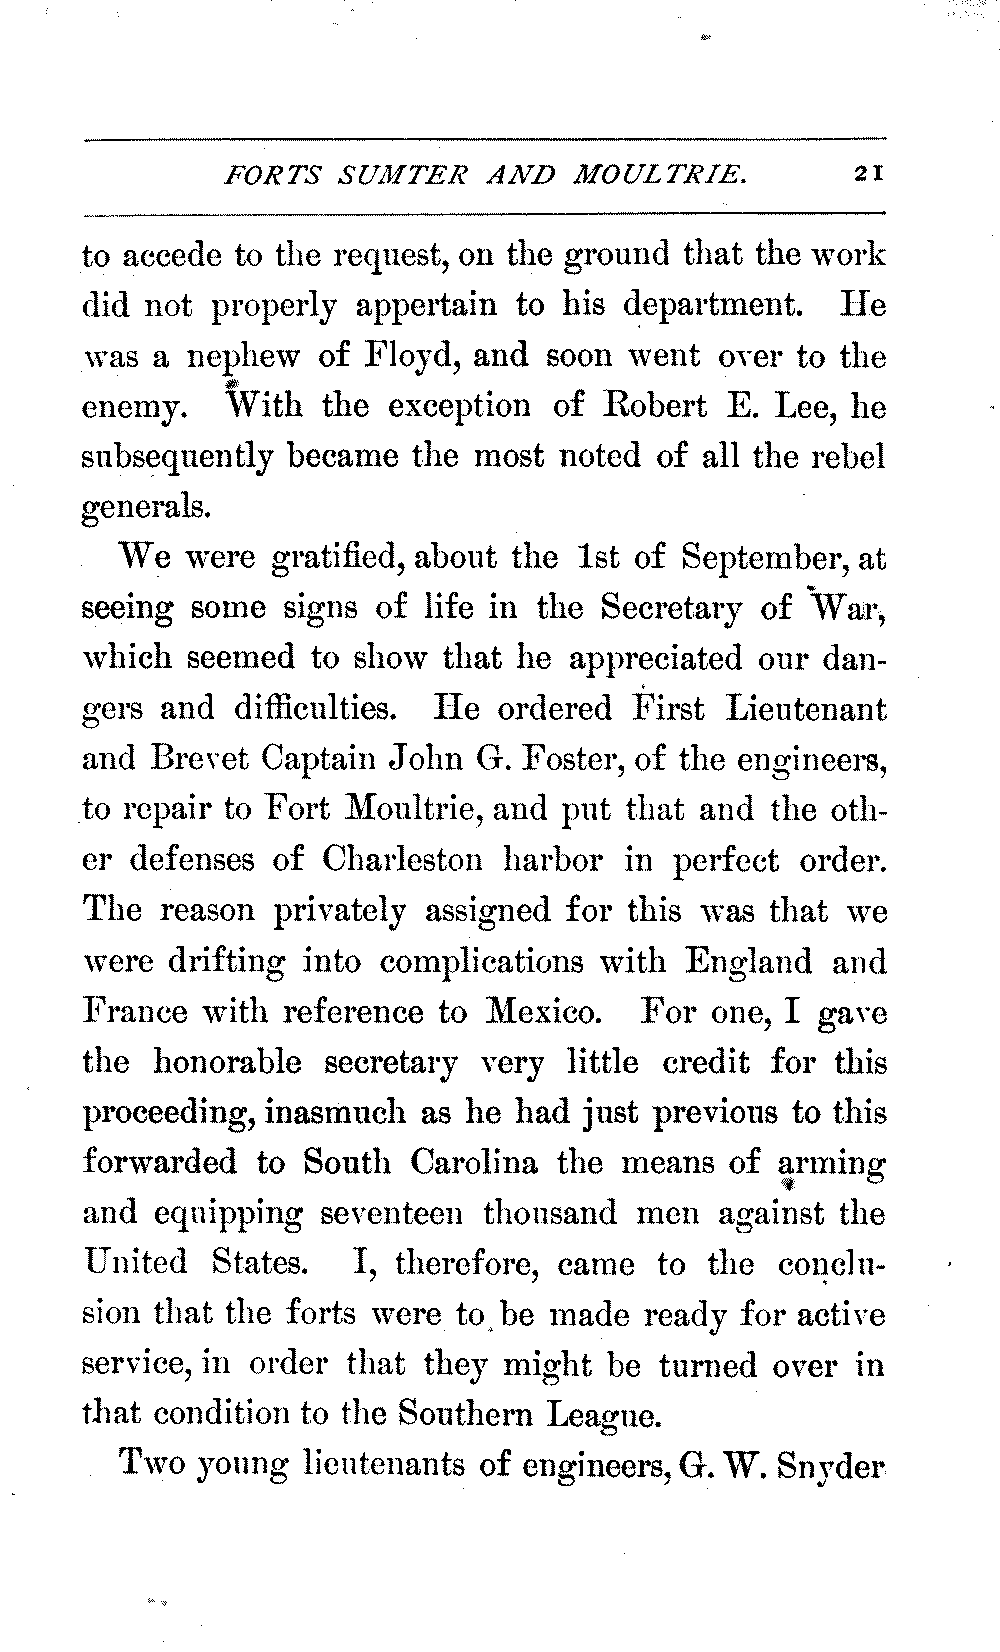 FORTS SUMTER AND MOULTRIE. 21
to accede to the request, on the ground that the work
did not properly appertain to his department. He
was a nephew of Floyd, and soon went over to the
enemy. With the exception of Robert E. Lee, he
subsequently became the most noted of all the rebel
generals.
We were gratified, about the 1st of September, at
seeing some signs of life in the Secretary of War,
which seemed to show that he appreciated our dan-
gers and difficulties. He ordered First Lieutenant
and Brevet Captain John G. Foster, of the engineers,
to repair to Fort Moultrie, and put that and the oth-
er defenses of Charleston harbor in perfect order.
The reason privately assigned for this was that we
were drifting into complications with England and
France with reference to Mexico. For one, I gave
the honorable secretary very little credit for this
proceeding, inasmuch as he had just previous to this
forwarded to South Carolina the means of arming
and equipping seventeen thousand men against the
United States. I, therefore, came to the conclu-
sion that the forts were to be made ready for active
service, in order that they might be turned over in
that condition to the Southern League.
Two young lieutenants of engineers, G. W. Snyder